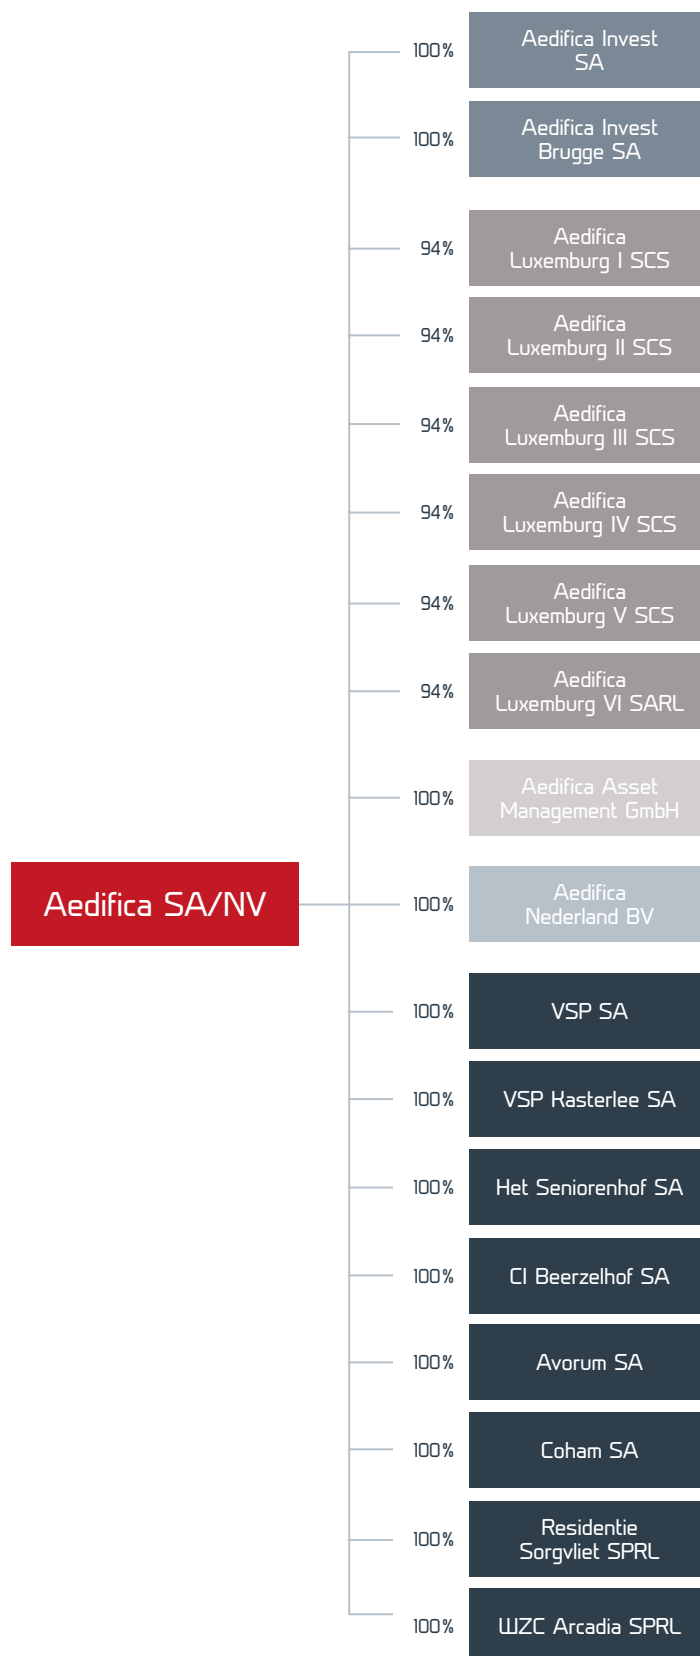 100%
Aedifica Invest
SA
100%
Aedifica Invest
Brugge SA
94%
Aedifica
Luxemburg I SCS
94%
Aedifica
Luxemburg II SCS
94%
Aedifica
Luxemburg III SCS
94%
Aedifica
Luxemburg IV SCS
94%
Aedifica
Luxemburg V SCS
94%
Aedifica
Luxemburg VI SARL
100%
Aedifica Asset
Management GmbH
Aedifica SA/NV
100%
Aedifica
Nederland BV
100%
VSP SA
100%
VSP Kasterlee SA
100%
Het Seniorenhof SA
100%
CI Beerzelhof SA
100%
Avorum SA
100%
Coham SA
100%
Residentie
Sorgvliet SPRL
100%
WZC Arcadia SPRL